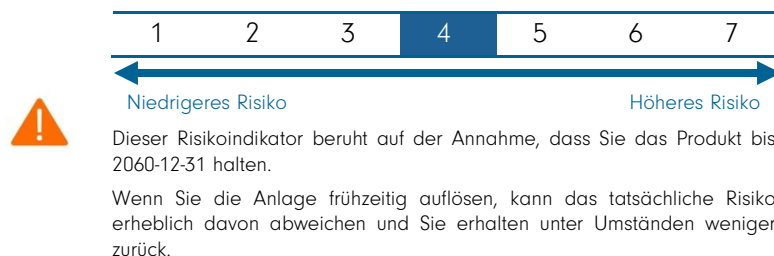 1 2 3 4 5 6 7
Niedrigeres Risiko Höheres Risiko
Dieser Risikoindikator beruht auf der Annahme, dass Sie das Produkt bis
2060-12-31 halten.
Wenn Sie die Anlage frühzeitig auflösen, kann das tatsächliche Risiko
erheblich davon abweichen und Sie erhalten unter Umständen weniger
zurück.